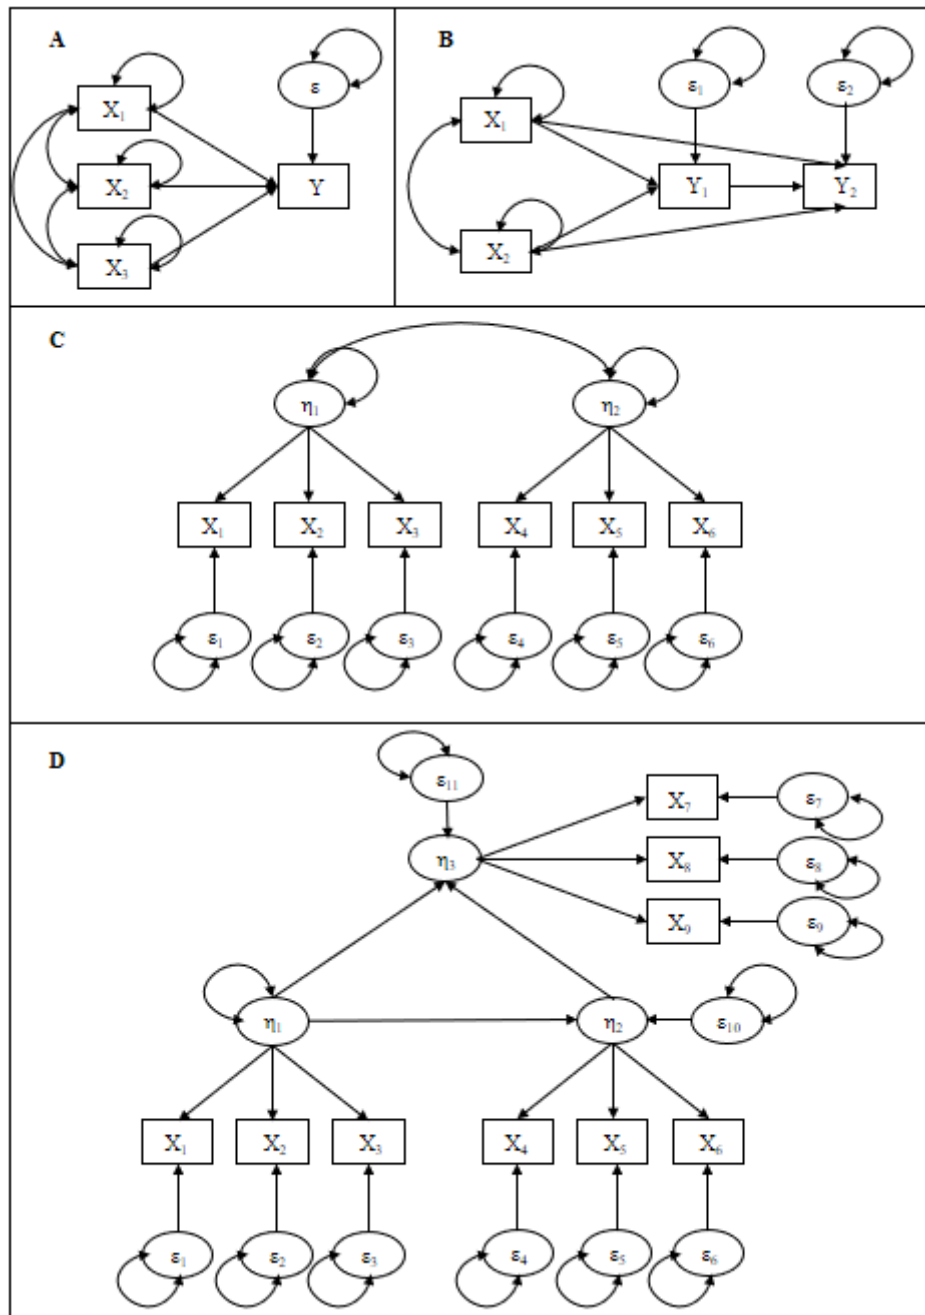 A
ε
X₁
X₂
Y
X₃
B
ε₁
ε₂
X₁
Y₁
Y₂
X₂
C
η₁
η₂
X₁
X₂
X₃
X₄
X₅
X₆
ε₁
ε₂
ε₃
ε₄
ε₅
ε₆
D
ε₁₁
X₇
ε₇
η₃
X₈
ε₈
X₉
ε₉
η₁
η₂
ε₁₀
X₁
X₂
X₃
X₄
X₅
X₆
ε₁
ε₂
ε₃
ε₄
ε₅
ε₆